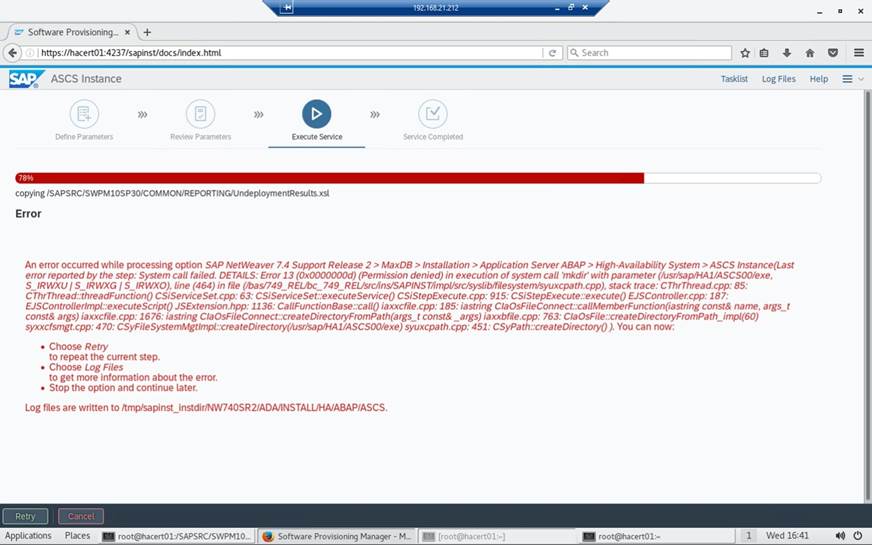 192.168.21.212
Software Provisioning... × +
https://hacert01:4237/sapinst/docs/index.html
Search
SAP ASCS Instance
Tasklist Log Files Help
Define Parameters Review Parameters Execute Service Service Completed
78%
copying /SAPSRC/SWPM10SP30/COMMON/REPORTING/UndeploymentResults.xsl
Error
An error occurred while processing option SAP NetWeaver 7.4 Support Release 2 > MaxDB > Installation > Application Server ABAP > High-Availability System > ASCS Instance(Last
error reported by the step: System call failed. DETAILS: Error 13 (0x0000000d) (Permission denied) in execution of system call 'mkdir' with parameter (/usr/sap/HA1/ASCS00/exe,
S_IRWXU | S_IRWXG | S_IRWXO), line (464) in file (/bas/749_REL/bc_749_REL/src/ins/SAPINST/impl/src/syslib/filesystem/syuxcpath.cpp), stack trace: CThrThread.cpp: 85:
CThrThread::threadFunction() CSiServiceSet.cpp: 63: CSiServiceSet::executeService() CSiStepExecute.cpp: 915: CSiStepExecute::execute() EJSController.cpp: 187:
EJSControllerImpl::executeScript() JSExtension.hpp: 1136: CallFunctionBase::call() iaxxcfile.cpp: 185: iastring CIaOsFileConnect::callMemberFunction(iastring const& name, args_t
const& args) iaxxcfile.cpp: 1676: iastring CIaOsFileConnect::createDirectoryFromPath(args_t const& _args) iaxxbfile.cpp: 763: CIaOsFile::createDirectoryFromPath_impl(60)
syxxcfsmgt.cpp: 470: CSyFileSystemMgtImpl::createDirectory(/usr/sap/HA1/ASCS00/exe) syuxcpath.cpp: 451: CSyPath::createDirectory() ). You can now:
• Choose Retry
to repeat the current step.
• Choose Log Files
to get more information about the error.
• Stop the option and continue later.
Log files are written to /tmp/sapinst_instdir/NW740SR2/ADA/INSTALL/HA/ABAP/ASCS.
Retry Cancel
Applications Places root@hacert01:/SAPSRC/SWPM10... Software Provisioning Manager - M... [root@hacert01:~] root@hacert01:~ 1 Wed 16:41